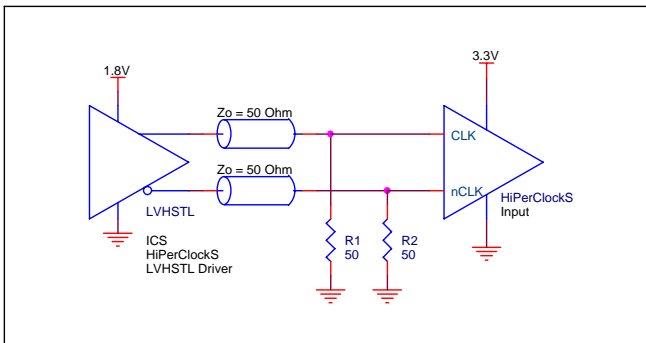 1.8V
3.3V
Zo = 50 Ohm
CLK
Zo = 50 Ohm
nCLK
LVHSTL
HiPerClockS
Input
ICS
HiPerClockS
LVHSTL Driver
R1
50
R2
50